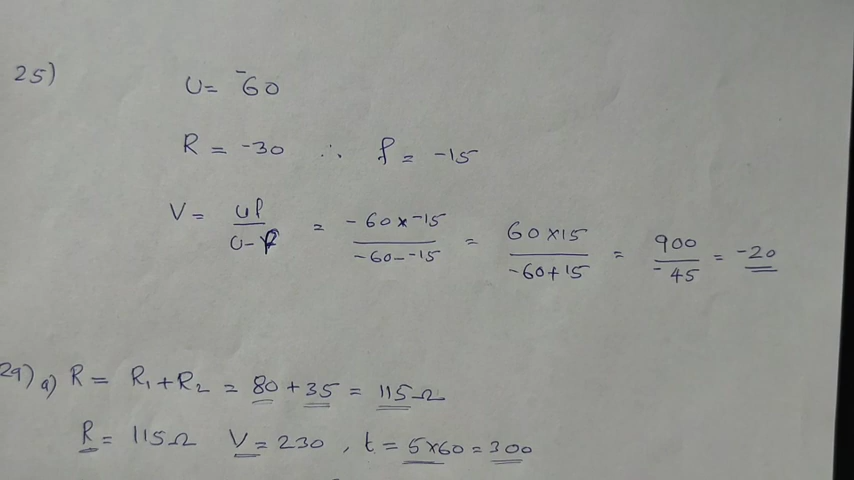 25)
U= -60
R = -30 ∴ f = -15
V = uf/u-f = -60×-15/-60--15 = 60×15/-60+15 = 900/-45 = -20
29) a) R = R₁+R₂ = 80+35 = 115Ω
R = 115Ω V = 230 , t = 5×60 = 300